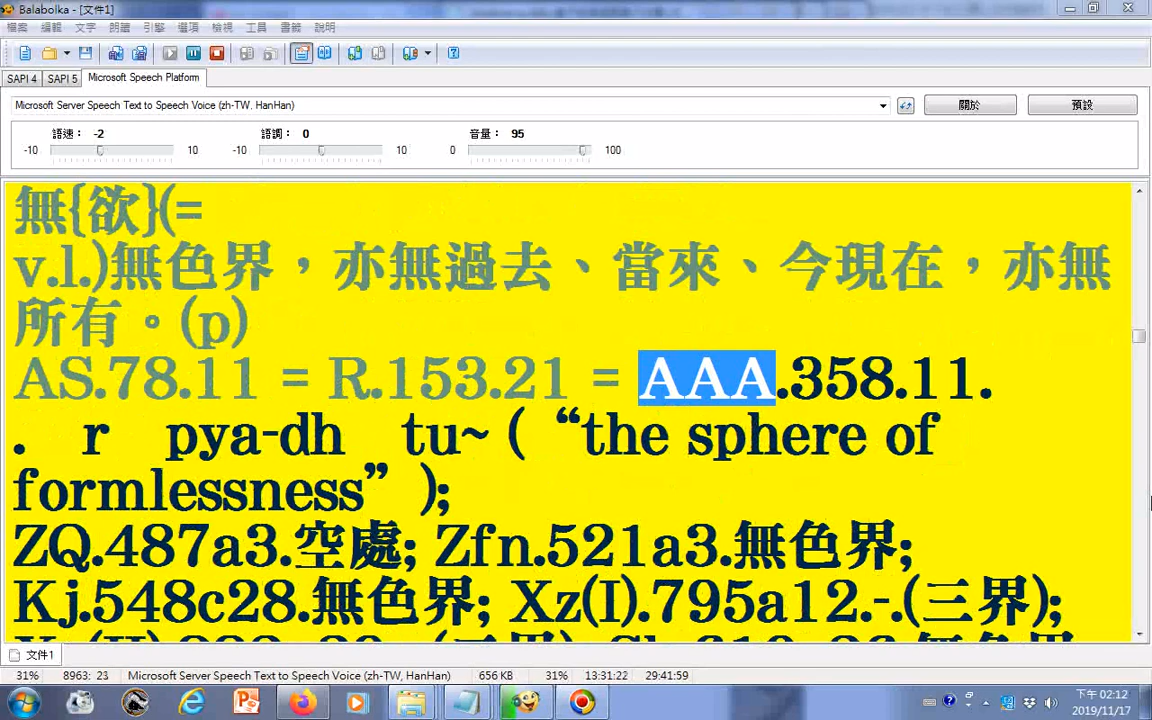 Balabolka - [文件1]
檔案 編輯 文字 朗讀 引擎 選項 檢視 工具 書籤 說明
SAPI 4 SAPI 5 Microsoft Speech Platform
Microsoft Server Speech Text to Speech Voice (zh-TW, HanHan) 關於 預設
語速： -2 語調： 0 音量： 95
-10 10 -10 10 0 100
無{欲}(=
v.l.)無色界，亦無過去、當來、今現在，亦無
所有。(p)
AS.78.11 = R.153.21 = AAA.358.11.
. r pya-dh tu~ (“the sphere of
formlessness”);
ZQ.487a3.空處; Zfn.521a3.無色界;
Kj.548c28.無色界; Xz(I).795a12.-.(三界);
文件1
31% 8963: 23 Microsoft Server Speech Text to Speech Voice (zh-TW, HanHan) 656 KB 31% 13:31:22 29:41:59
下午 02:12
2019/11/17